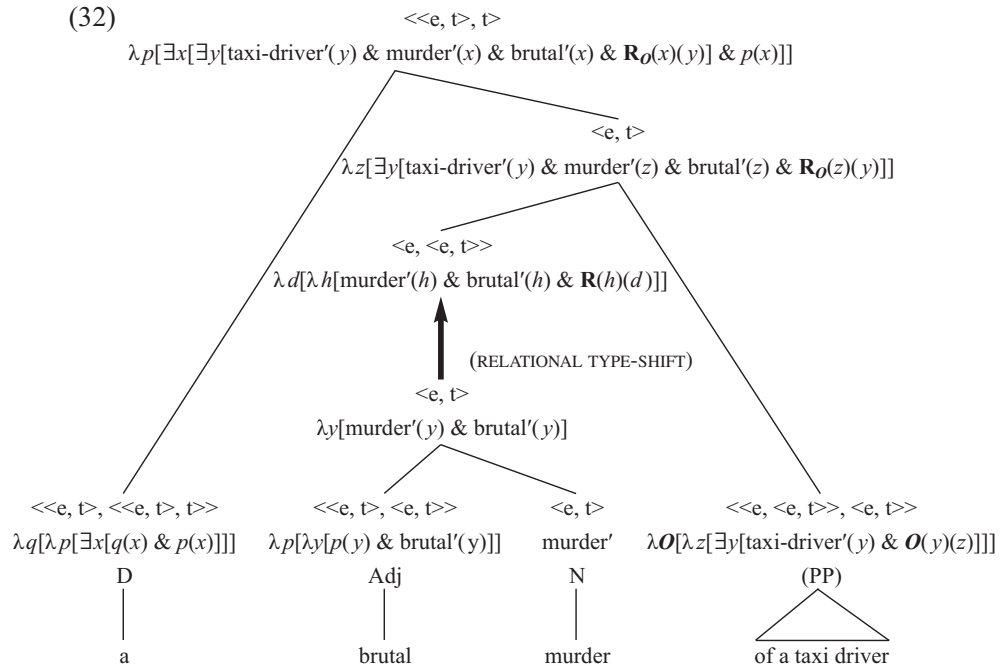 (32)
<<e, t>, t>
λp[∃x[∃y[taxi-driver′(y) & murder′(x) & brutal′(x) & R_O(x)(y)] & p(x)]]
<e, t>
λz[∃y[taxi-driver′(y) & murder′(z) & brutal′(z) & R_O(z)(y)]]
<e, <e, t>>
λd[λh[murder′(h) & brutal′(h) & R(h)(d)]]
(RELATIONAL TYPE-SHIFT)
<e, t>
λy[murder′(y) & brutal′(y)]
<<e, t>, <<e, t>, t>> <<e, t>, <e, t>> <e, t> <<e, <e, t>>, <e, t>>
λq[λp[∃x[q(x) & p(x)]]] λp[λy[p(y) & brutal′(y)]] murder′ λO[λz[∃y[taxi-driver′(y) & O(y)(z)]]]
D Adj N (PP)
a brutal murder of a taxi driver